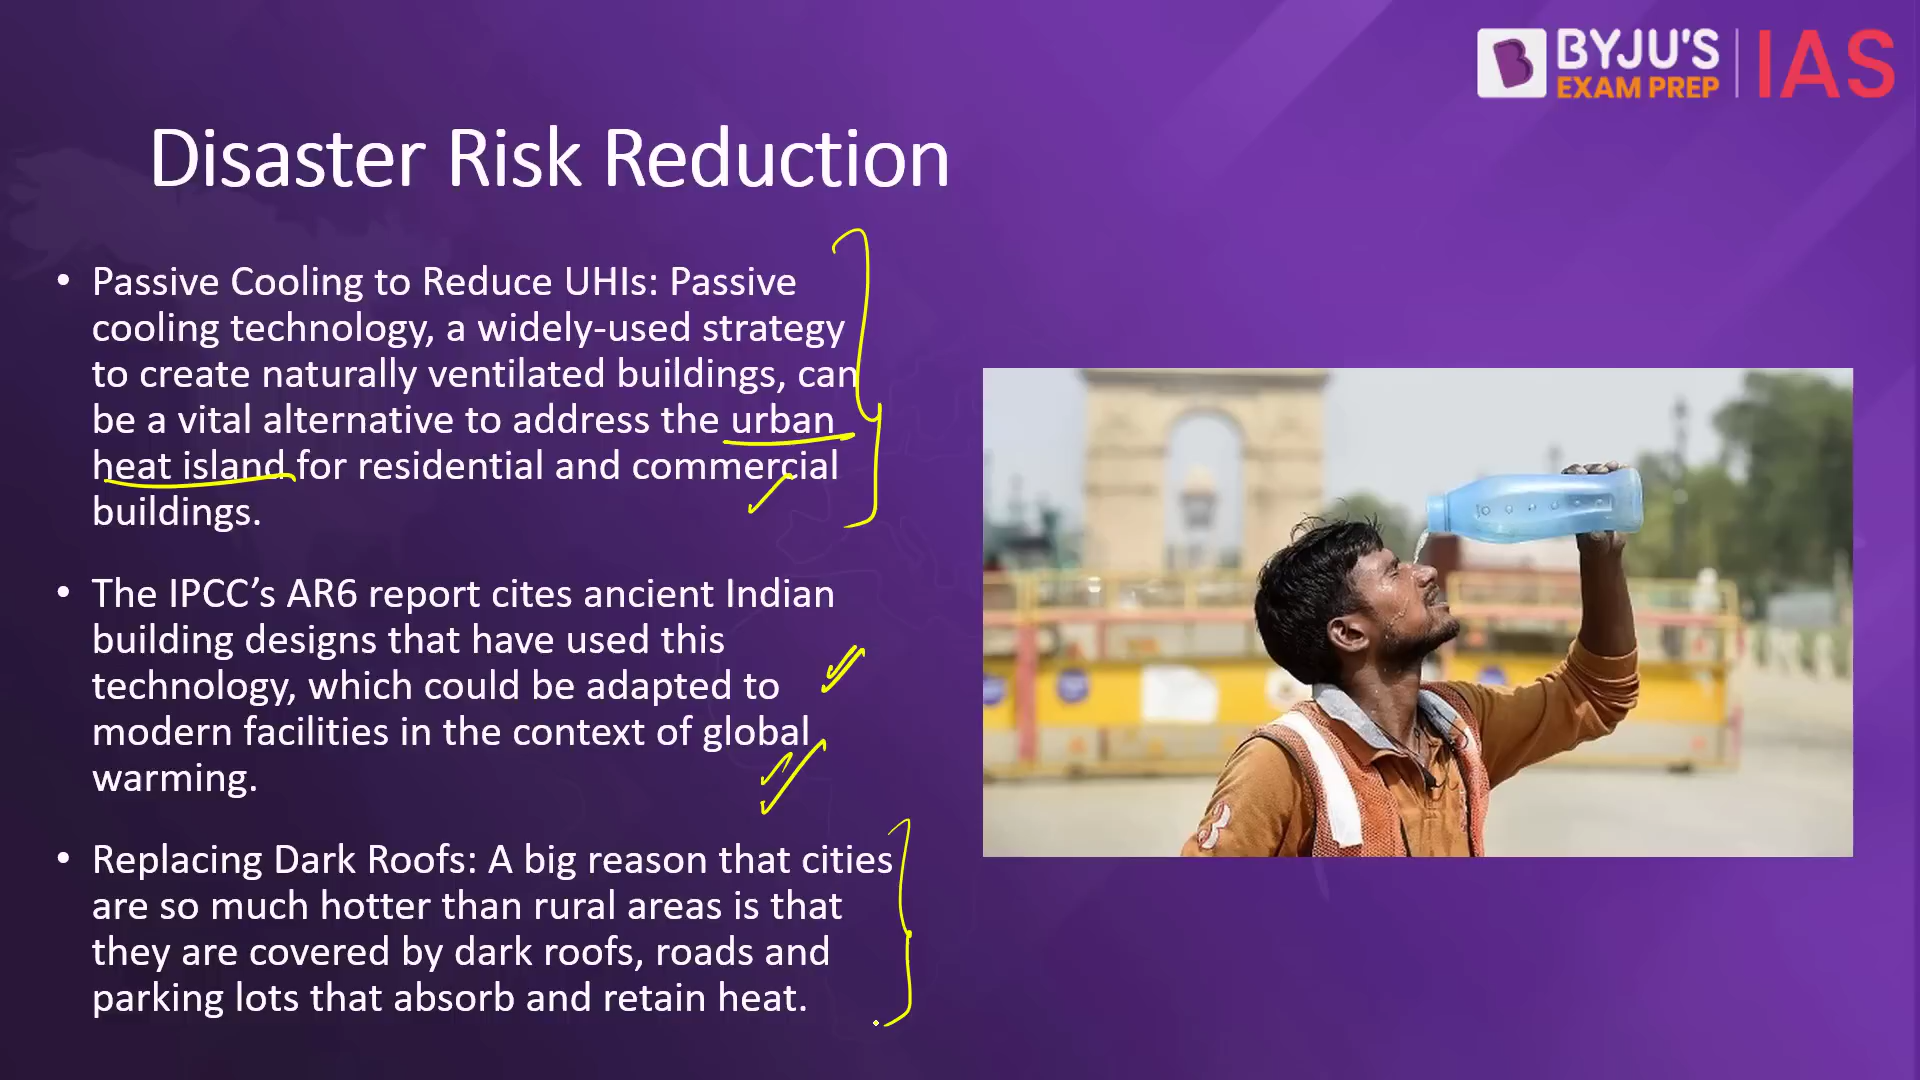 BYJU'S
EXAM PREP
IAS
Disaster Risk Reduction
• Passive Cooling to Reduce UHIs: Passive
cooling technology, a widely-used strategy
to create naturally ventilated buildings, can
be a vital alternative to address the urban
heat island for residential and commercial
buildings.
• The IPCC’s AR6 report cites ancient Indian
building designs that have used this
technology, which could be adapted to
modern facilities in the context of global
warming.
• Replacing Dark Roofs: A big reason that cities
are so much hotter than rural areas is that
they are covered by dark roofs, roads and
parking lots that absorb and retain heat.